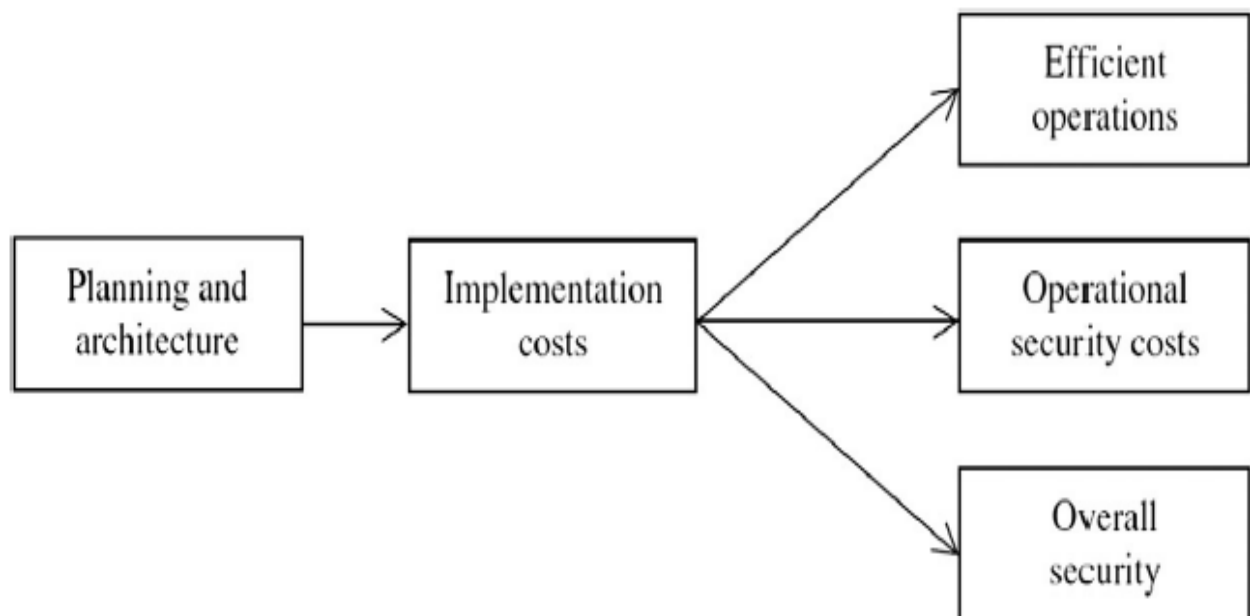 Efficient
operations
Planning and
architecture
Implementation
costs
Operational
security costs
Overall
security